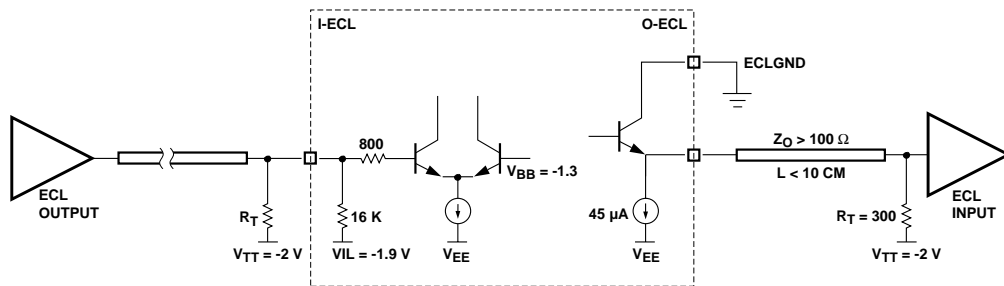 I-ECL
O-ECL
ECLGND
800
V_BB = -1.3
Z_O > 100 Ω
L < 10 CM
ECL
OUTPUT
R_T
16 K
45 µA
R_T = 300
ECL
INPUT
V_TT = -2 V
VIL = -1.9 V
V_EE
V_EE
V_TT = -2 V